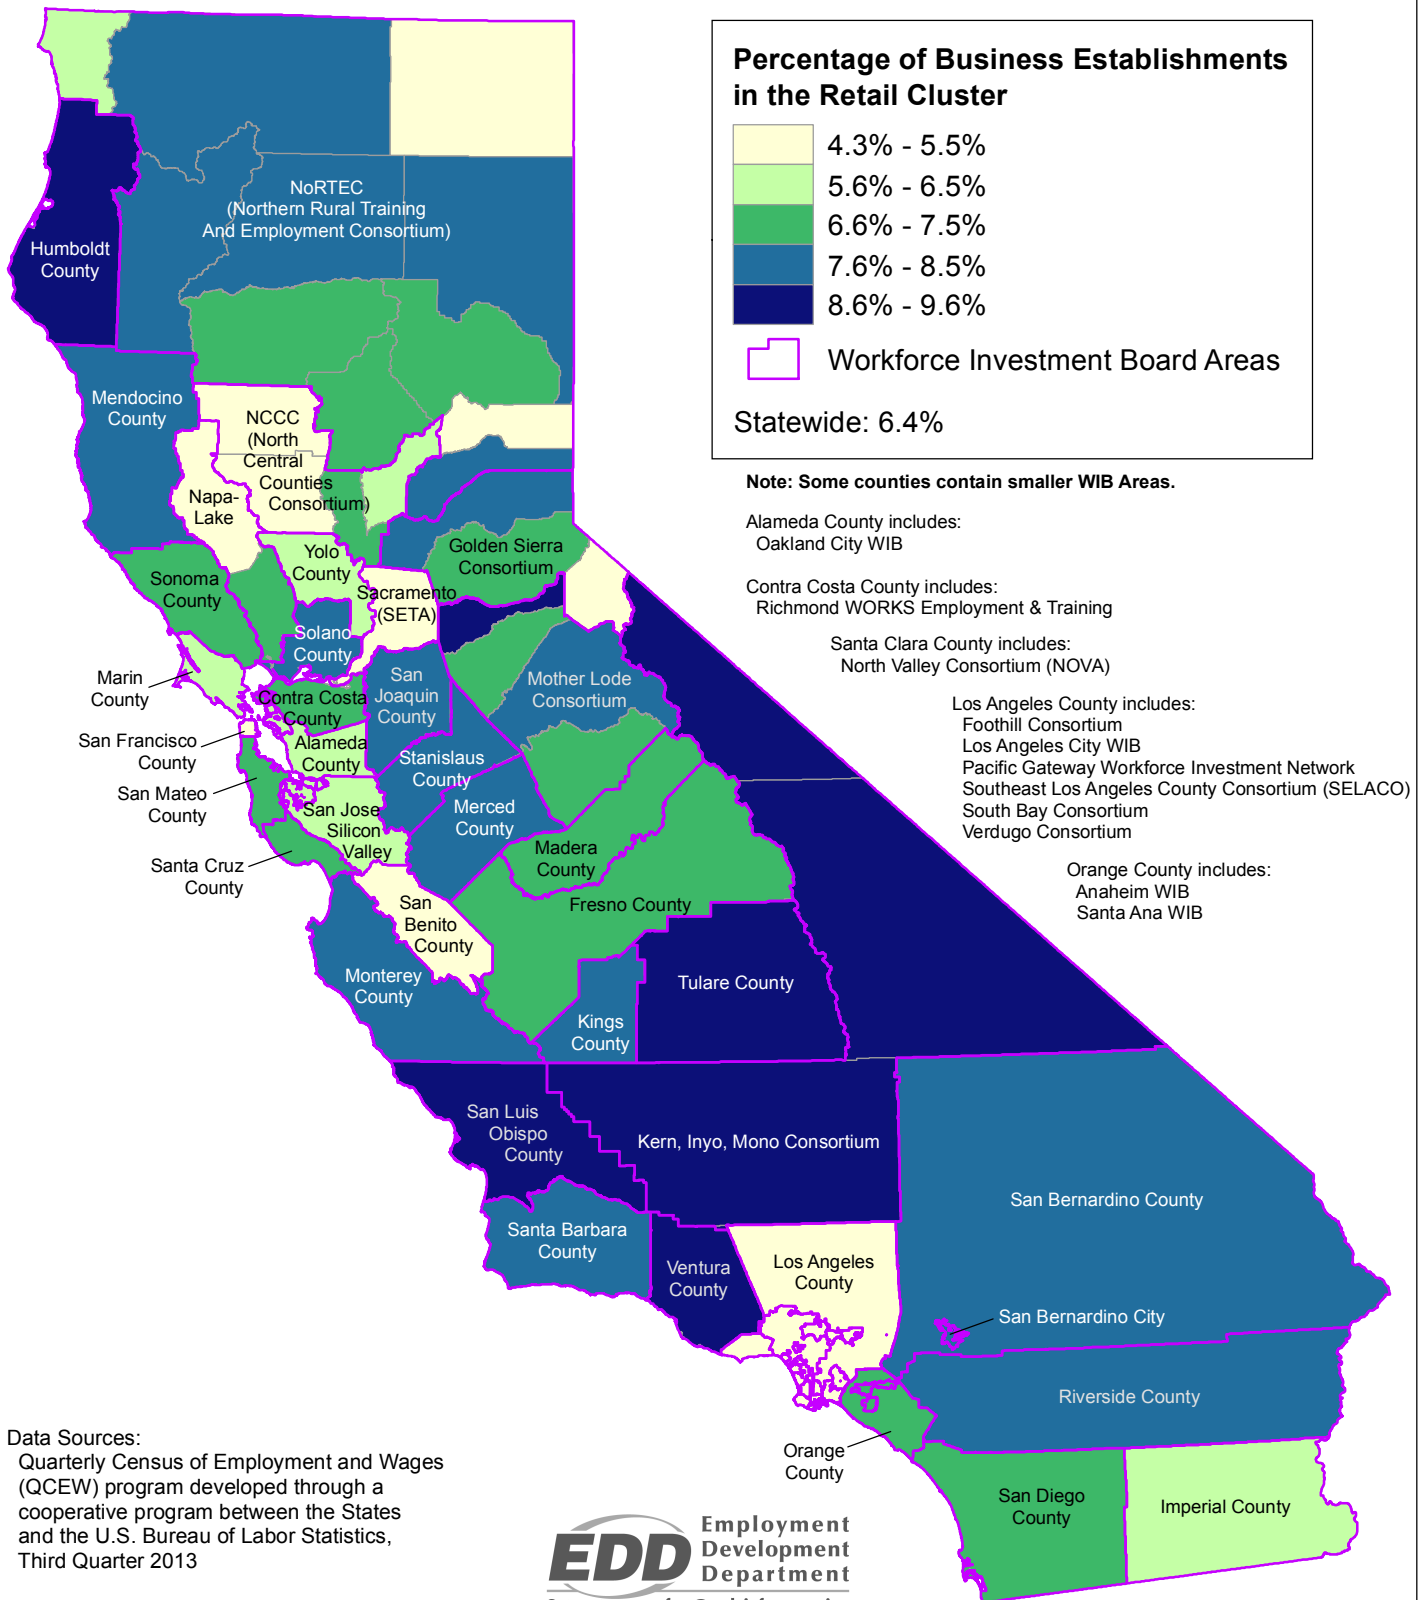 Percentage of Business Establishments
in the Retail Cluster
4.3% - 5.5%
5.6% - 6.5%
6.6% - 7.5%
7.6% - 8.5%
8.6% - 9.6%
Workforce Investment Board Areas
Statewide: 6.4%
Note: Some counties contain smaller WIB Areas.
Alameda County includes:
Oakland City WIB
Contra Costa County includes:
Richmond WORKS Employment & Training
Santa Clara County includes:
North Valley Consortium (NOVA)
Los Angeles County includes:
Foothill Consortium
Los Angeles City WIB
Pacific Gateway Workforce Investment Network
Southeast Los Angeles County Consortium (SELACO)
South Bay Consortium
Verdugo Consortium
Orange County includes:
Anaheim WIB
Santa Ana WIB
NoRTEC
(Northern Rural Training
And Employment Consortium)
Humboldt
County
Mendocino
County
NCCC
(North
Central
Counties
Consortium)
Napa-
Lake
Yolo
County
Golden Sierra
Consortium
Sonoma
County
Sacramento
(SETA)
Solano
County
Marin
County
San
Joaquin
County
Mother Lode
Consortium
Contra Costa
County
San Francisco
County
Alameda
County
Stanislaus
County
San Mateo
County
San Jose
Silicon
Valley
Merced
County
Santa Cruz
County
Madera
County
San
Benito
County
Fresno County
Monterey
County
Tulare County
Kings
County
San Luis
Obispo
County
Kern, Inyo, Mono Consortium
San Bernardino County
Santa Barbara
County
Ventura
County
Los Angeles
County
San Bernardino City
Riverside County
Orange
County
San Diego
County
Imperial County
Data Sources:
Quarterly Census of Employment and Wages
(QCEW) program developed through a
cooperative program between the States
and the U.S. Bureau of Labor Statistics,
Third Quarter 2013
EDD
Employment
Development
Department